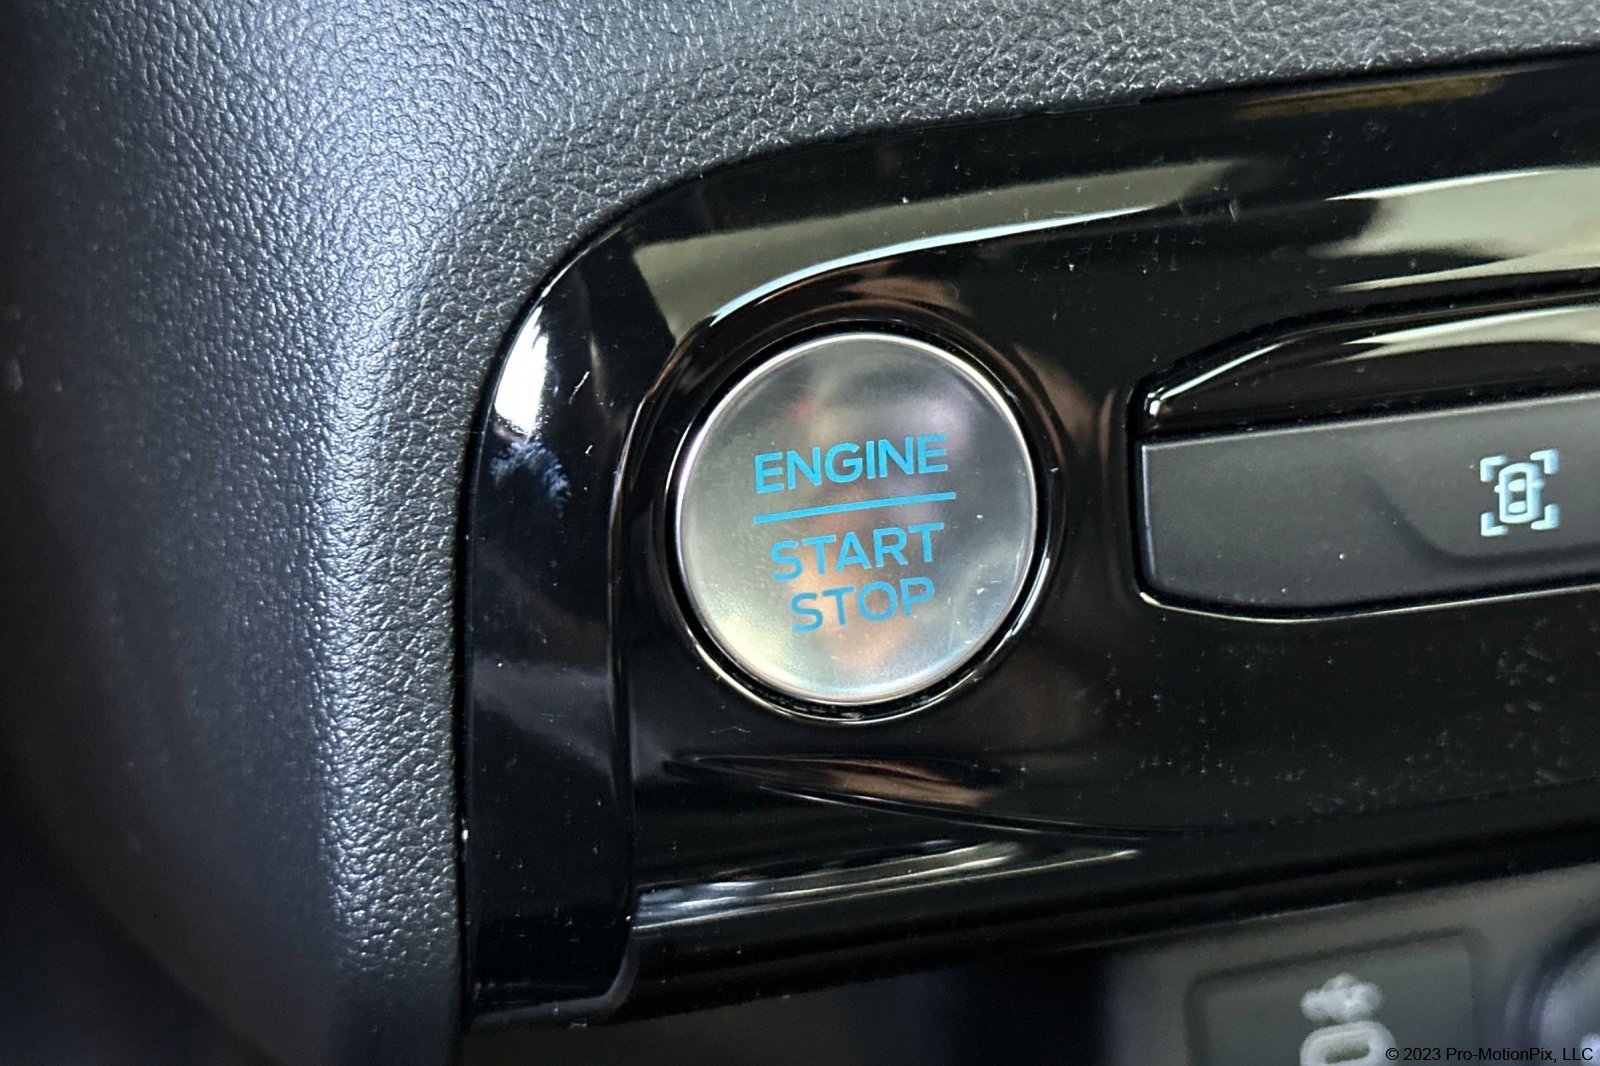 ENGINE
START
STOP
© 2023 Pro-MotionPix, LLC